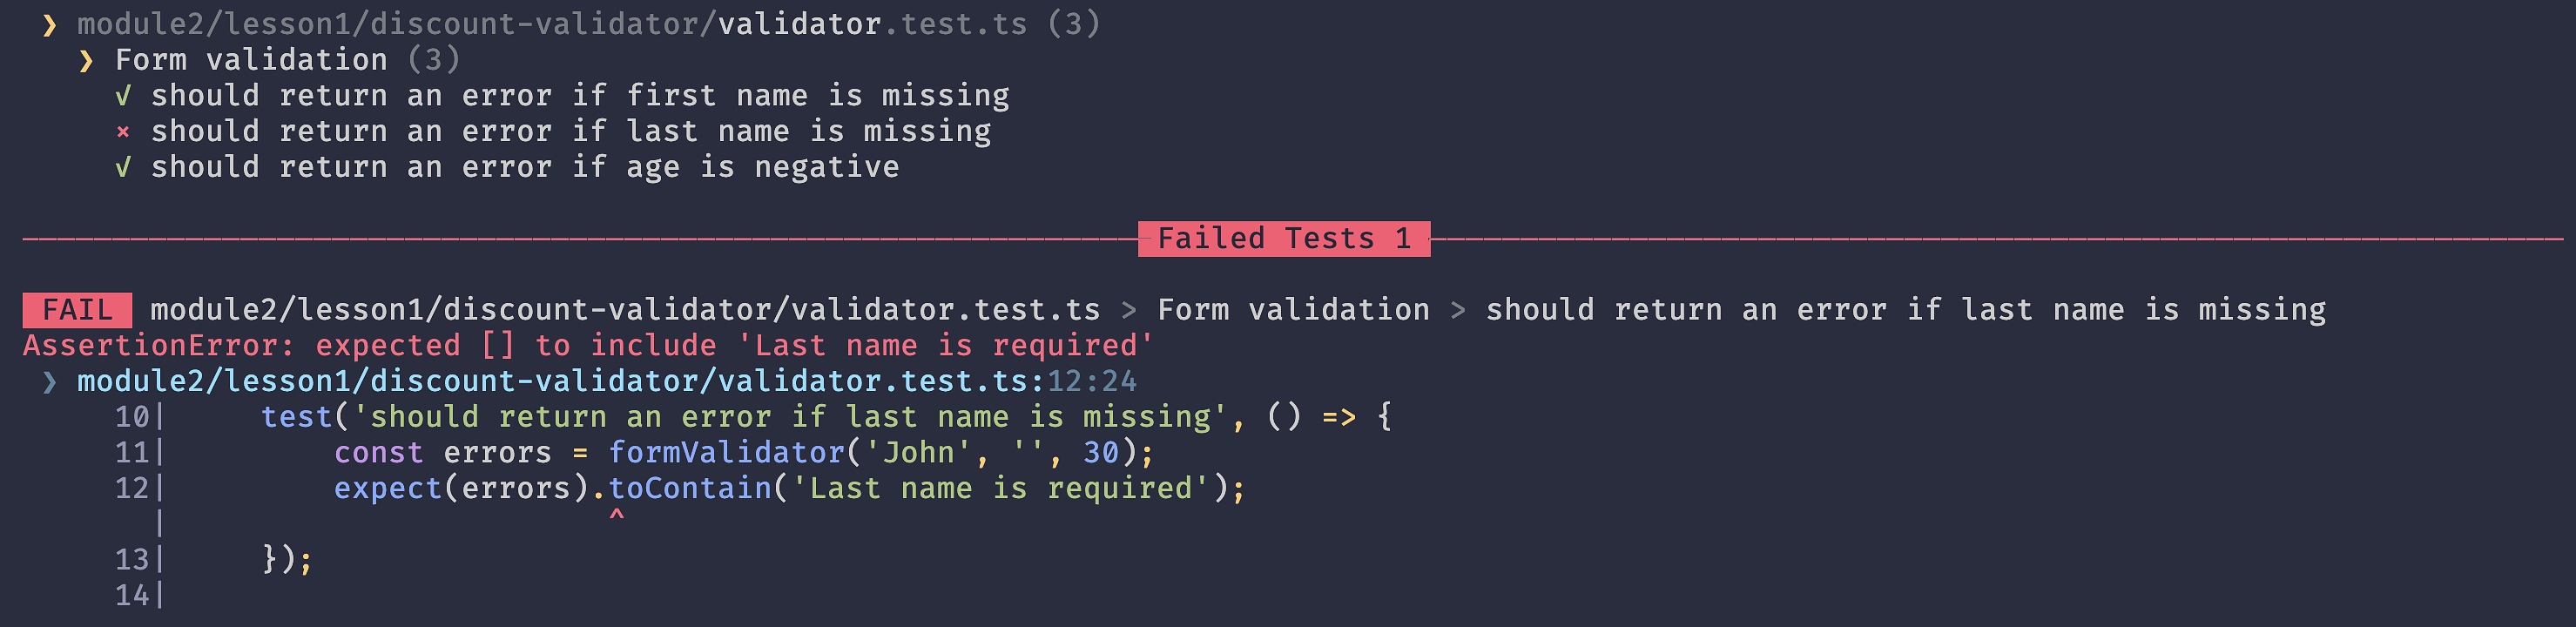 ❯ module2/lesson1/discount-validator/validator.test.ts (3)
❯ Form validation (3)
√ should return an error if first name is missing
× should return an error if last name is missing
√ should return an error if age is negative
Failed Tests 1
FAIL module2/lesson1/discount-validator/validator.test.ts > Form validation > should return an error if last name is missing
AssertionError: expected [] to include 'Last name is required'
❯ module2/lesson1/discount-validator/validator.test.ts:12:24
10|     test('should return an error if last name is missing', () => {
11|         const errors = formValidator('John', '', 30);
12|         expect(errors).toContain('Last name is required');
|                        ^
13|     });
14|